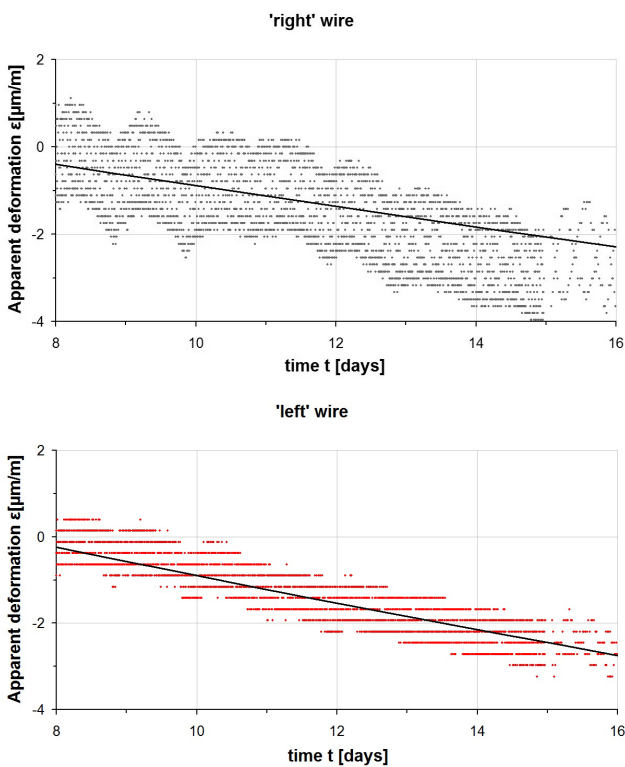 'right' wire
Apparent deformation ε[µm/m]
2
0
-2
-4
8 10 12 14 16
time t [days]
'left' wire
Apparent deformation ε[µm/m]
2
0
-2
-4
8 10 12 14 16
time t [days]